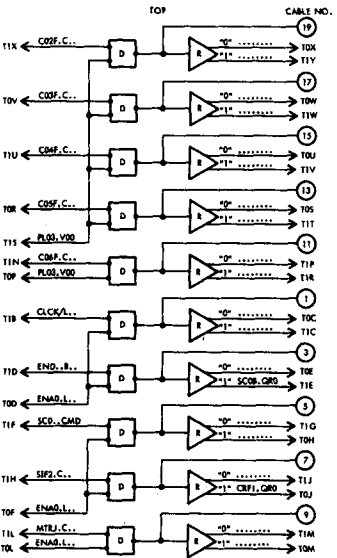 TOP CABLE NO.
19
T1X C02F.C.. D R "0" ........ T0X
"1" ........ T1Y
17
T0V C03F.C.. D R "0" ........ T0W
"1" ........ T1W
15
T1U C04F.C.. D R "0" ........ T0U
"1" ........ T1V
13
T0R C05F.C.. D R "0" ........ T0S
"1" ........ T1T
T1S PL03.V00
11
T1N C06F.C.. D R "0" ........ T1P
T0P PL03.V00 "1" ........ T1R
1
T1B CLCK/L.. D R "0" ........ T0C
"1" ........ T1C
3
T1D END..B.. D R "0" ........ T0E
"1" SC0B.QR0 T1E
T0D ENA0.L..
5
T1F SC0..CMD D R "0" ........ T1G
"1" ........ T0H
7
T1H SIF2.C.. D R "0" ........ T1J
"1" CRF1.QR0 T0J
T0F ENA0.L..
9
T1L MTRJ.C.. D R "0" ........ T1M
T0L ENA0.L.. "1" ........ T0M